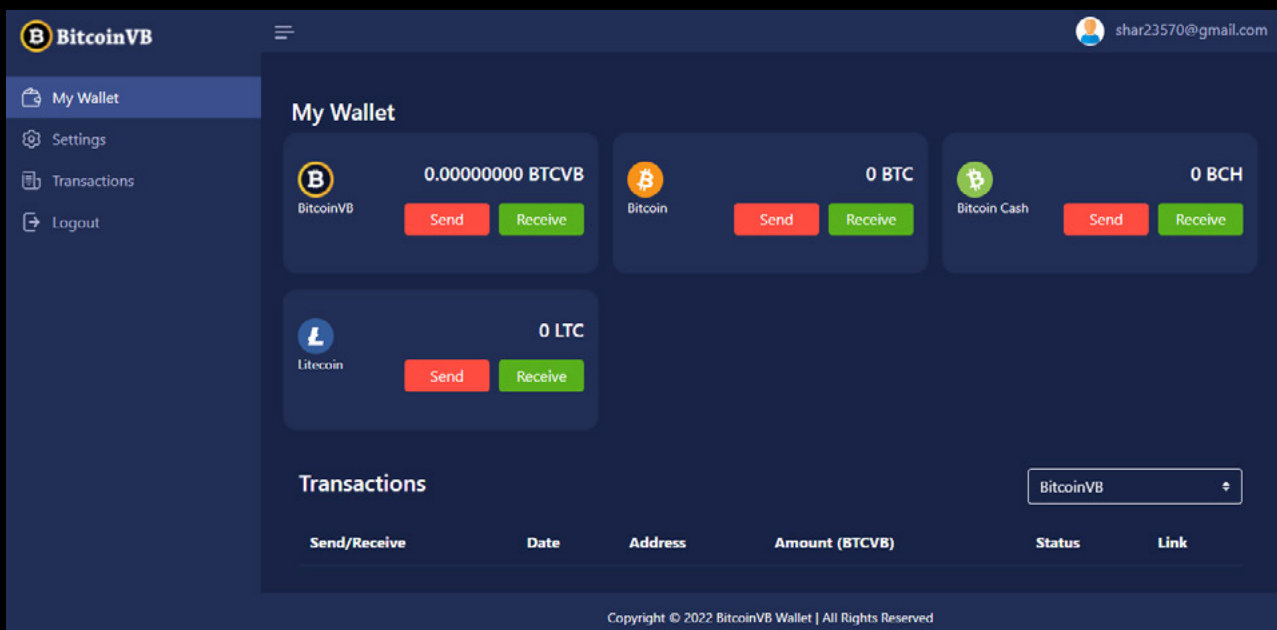 BitcoinVB
shar23570@gmail.com
My Wallet
Settings
Transactions
Logout
My Wallet
0.00000000 BTCVB
BitcoinVB
Send Receive
0 BTC
Bitcoin
Send Receive
0 BCH
Bitcoin Cash
Send Receive
0 LTC
Litecoin
Send Receive
Transactions
BitcoinVB
Send/Receive Date Address Amount (BTCVB) Status Link
Copyright © 2022 BitcoinVB Wallet | All Rights Reserved